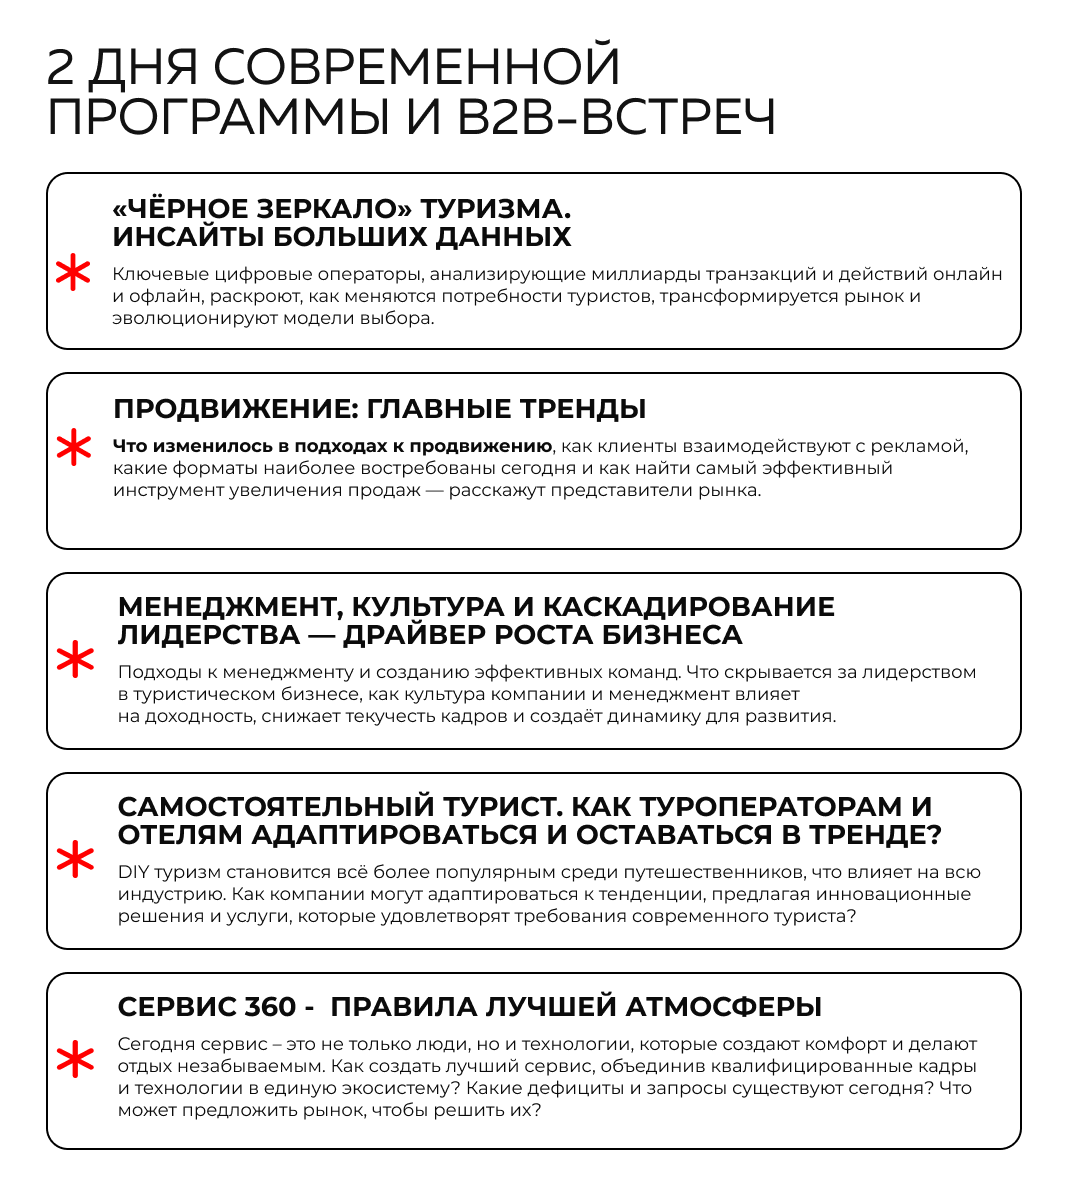 2 ДНЯ СОВРЕМЕННОЙ
ПРОГРАММЫ И B2B-ВСТРЕЧ
«ЧЁРНОЕ ЗЕРКАЛО» ТУРИЗМА.
ИНСАЙТЫ БОЛЬШИХ ДАННЫХ
Ключевые цифровые операторы, анализирующие миллиарды транзакций и действий онлайн
и офлайн, раскроют, как меняются потребности туристов, трансформируется рынок и
эволюционируют модели выбора.
ПРОДВИЖЕНИЕ: ГЛАВНЫЕ ТРЕНДЫ
Что изменилось в подходах к продвижению, как клиенты взаимодействуют с рекламой,
какие форматы наиболее востребованы сегодня и как найти самый эффективный
инструмент увеличения продаж — расскажут представители рынка.
МЕНЕДЖМЕНТ, КУЛЬТУРА И КАСКАДИРОВАНИЕ
ЛИДЕРСТВА — ДРАЙВЕР РОСТА БИЗНЕСА
Подходы к менеджменту и созданию эффективных команд. Что скрывается за лидерством
в туристическом бизнесе, как культура компании и менеджмент влияет
на доходность, снижает текучесть кадров и создаёт динамику для развития.
САМОСТОЯТЕЛЬНЫЙ ТУРИСТ. КАК ТУРОПЕРАТОРАМ И
ОТЕЛЯМ АДАПТИРОВАТЬСЯ И ОСТАВАТЬСЯ В ТРЕНДЕ?
DIY туризм становится всё более популярным среди путешественников, что влияет на всю
индустрию. Как компании могут адаптироваться к тенденции, предлагая инновационные
решения и услуги, которые удовлетворят требования современного туриста?
СЕРВИС 360 -  ПРАВИЛА ЛУЧШЕЙ АТМОСФЕРЫ
Сегодня сервис – это не только люди, но и технологии, которые создают комфорт и делают
отдых незабываемым. Как создать лучший сервис, объединив квалифицированные кадры
и технологии в единую экосистему? Какие дефициты и запросы существуют сегодня? Что
может предложить рынок, чтобы решить их?